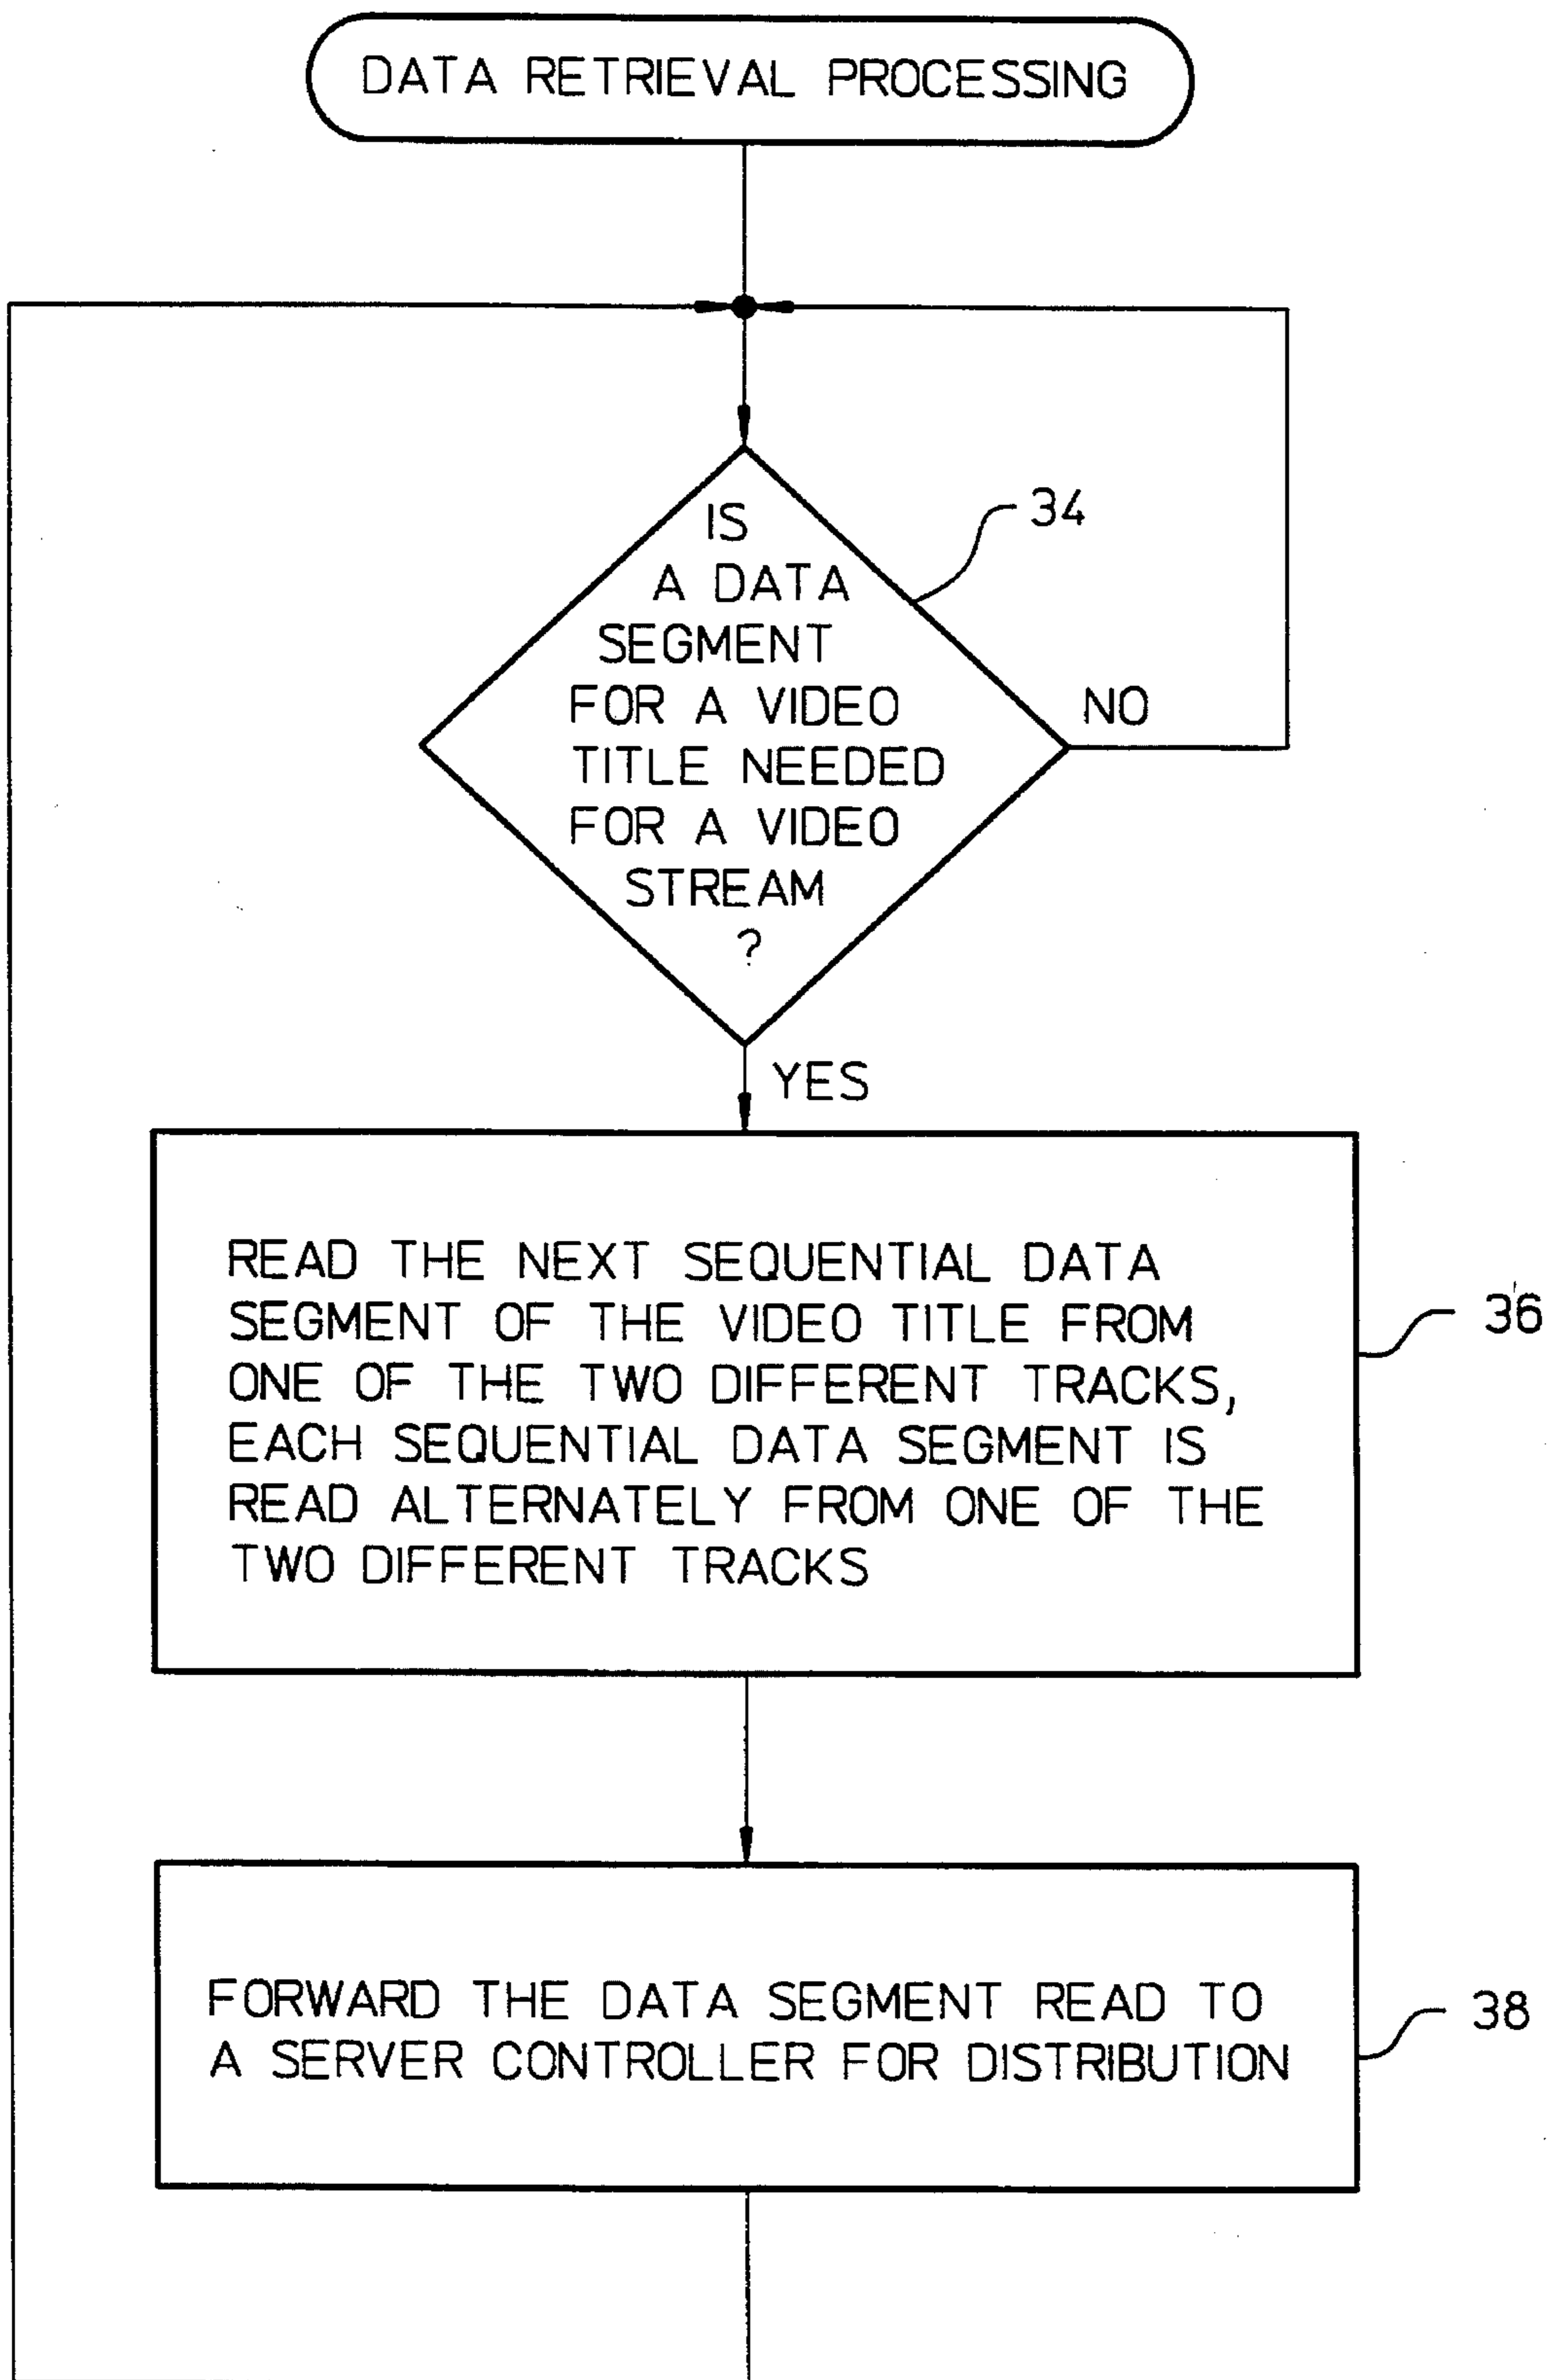 DATA RETRIEVAL PROCESSING
IS
A DATA
SEGMENT
FOR A VIDEO
TITLE NEEDED
FOR A VIDEO
STREAM
?
34
NO
YES
READ THE NEXT SEQUENTIAL DATA
SEGMENT OF THE VIDEO TITLE FROM
ONE OF THE TWO DIFFERENT TRACKS,
EACH SEQUENTIAL DATA SEGMENT IS
READ ALTERNATELY FROM ONE OF THE
TWO DIFFERENT TRACKS
36
FORWARD THE DATA SEGMENT READ TO
A SERVER CONTROLLER FOR DISTRIBUTION
38